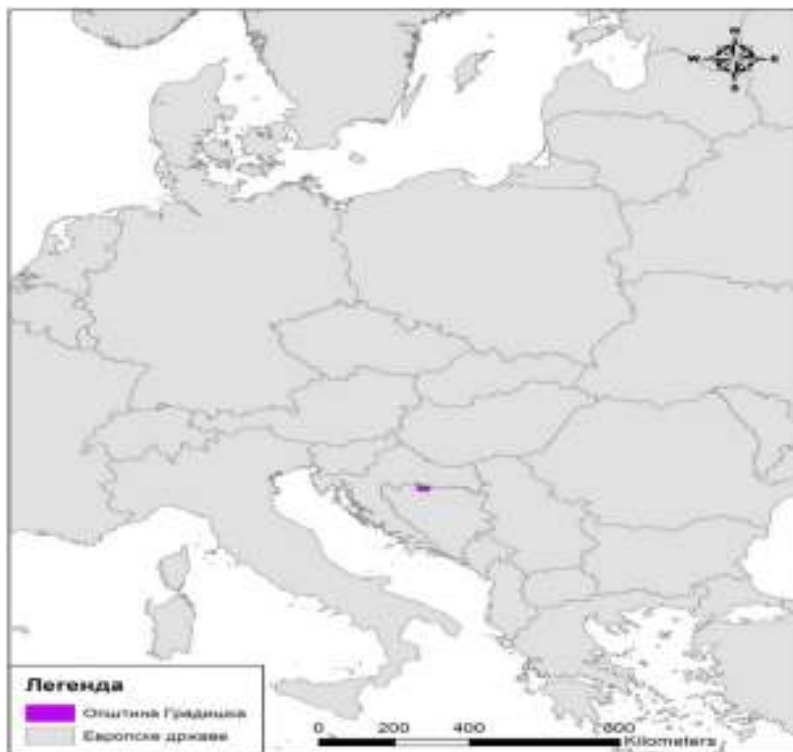 Легенда
Општина Градишка
Европске државе
0 200 400 800
Kilometers